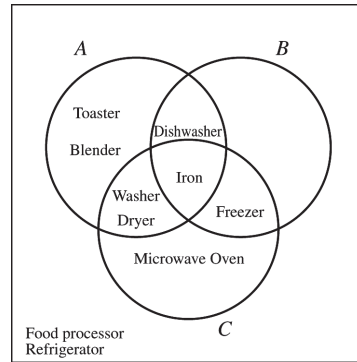 A
B
Toaster
Dishwasher
Blender
Iron
Washer
Dryer
Freezer
Microwave Oven
C
Food processor
Refrigerator